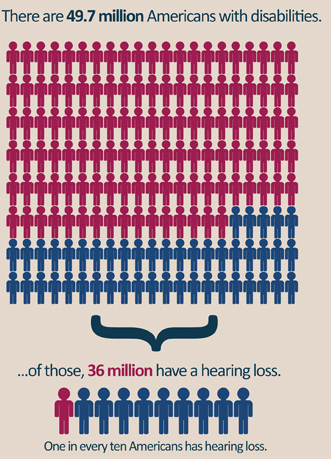 There are 49.7 million Americans with disabilities.
...of those, 36 million have a hearing loss.
One in every ten Americans has hearing loss.